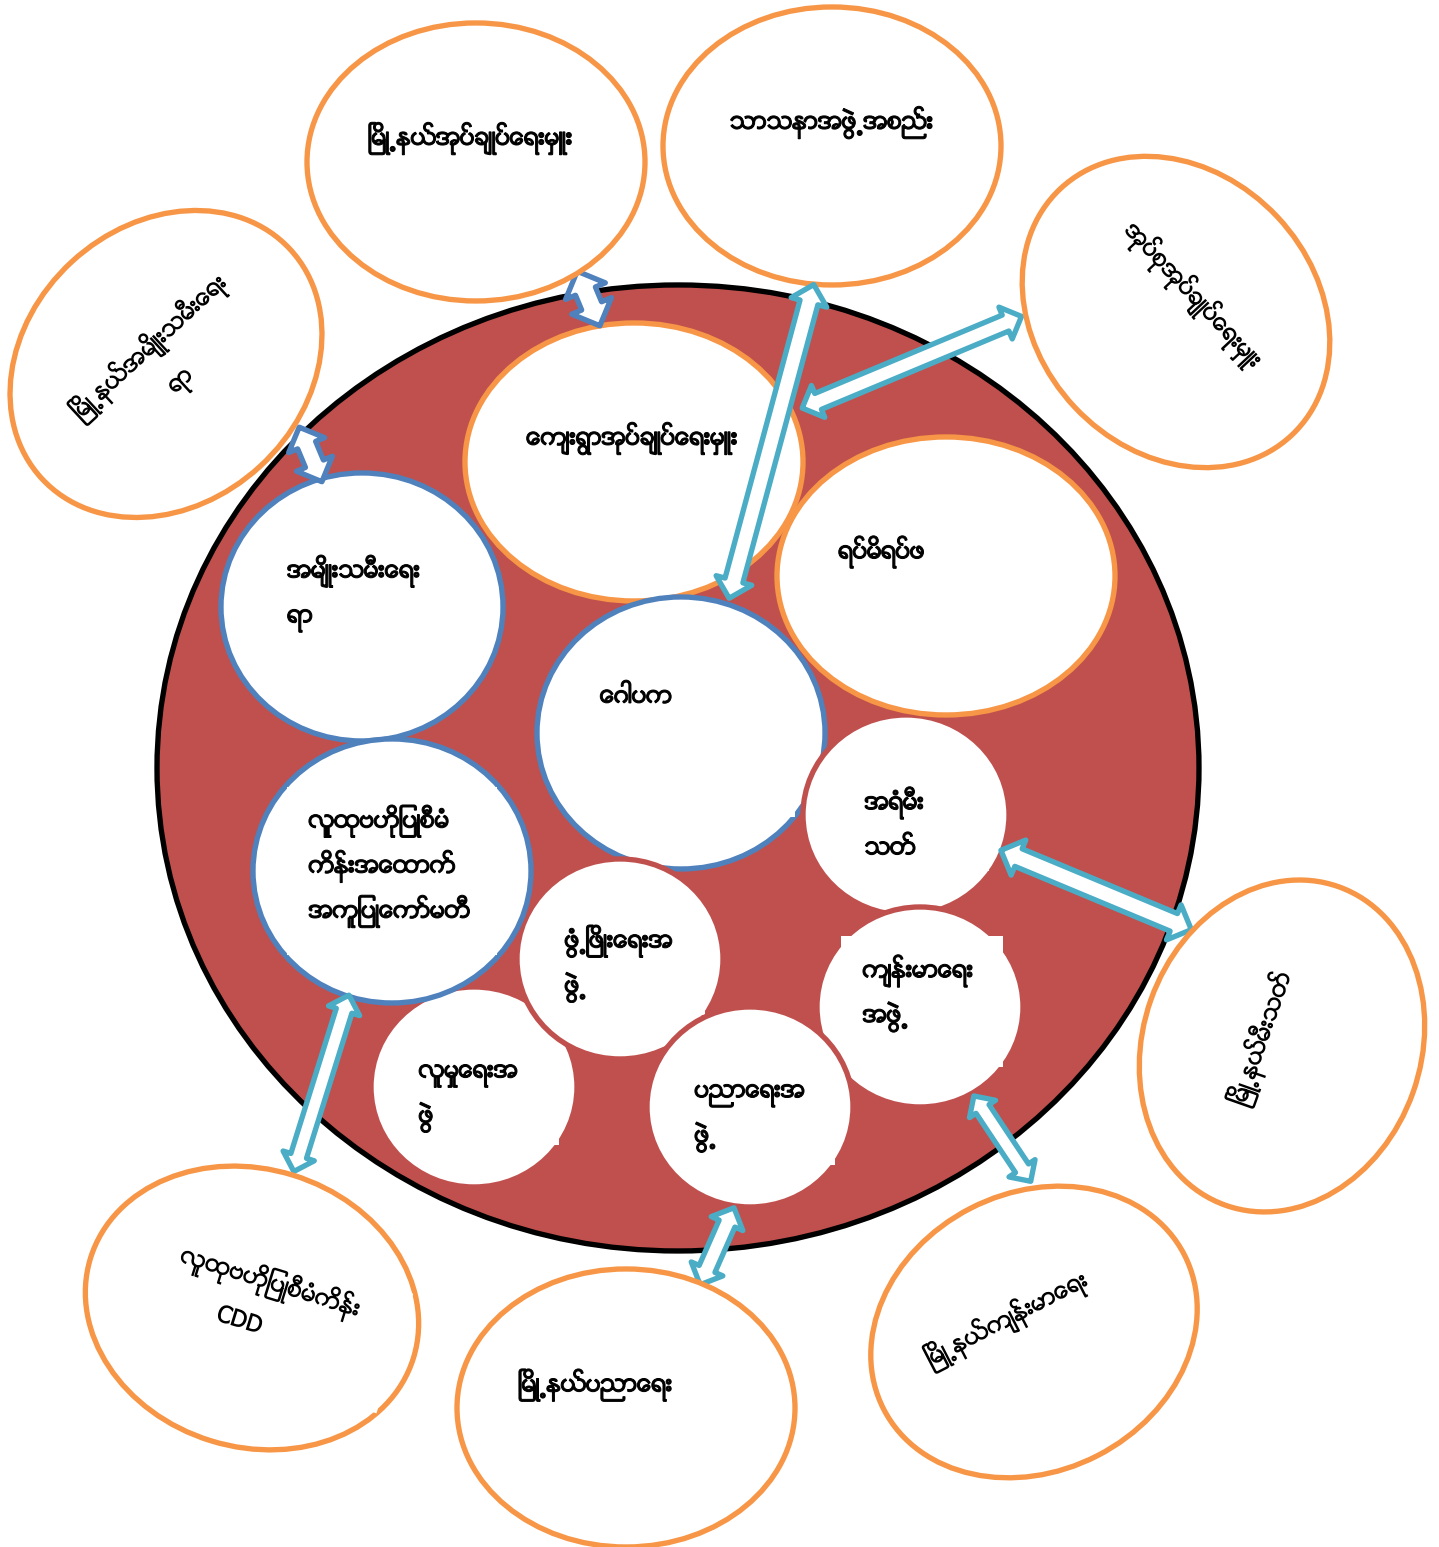 မြို့နယ်အုပ်ချုပ်ရေးမှူး
သာသနာအဖွဲ့အစည်း
အုပ်စုအုပ်ချုပ်ရေးမှူး
မြို့နယ်အမျိုးသမီးရေး
ရာ
ကျေးရွာအုပ်ချုပ်ရေးမှူး
ရပ်မိရပ်ဖ
အမျိုးသမီးရေး
ရာ
ဂေါပက
အရံမီး
သတ်
လူထုဗဟိုပြုစီမံ
ကိန်းအထောက်
အကူပြုကော်မတီ
ဖွံ့ဖြိုးရေးအ
ဖွဲ့
ကျန်းမာရေး
အဖွဲ့
လူမှုရေးအ
ဖွဲ
ပညာရေးအ
ဖွဲ့
မြို့နယ်မီးသတ်
လူထုဗဟိုပြုစီမံကိန်း
CDD
မြို့နယ်ပညာရေး
မြို့နယ်ကျန်းမာရေး